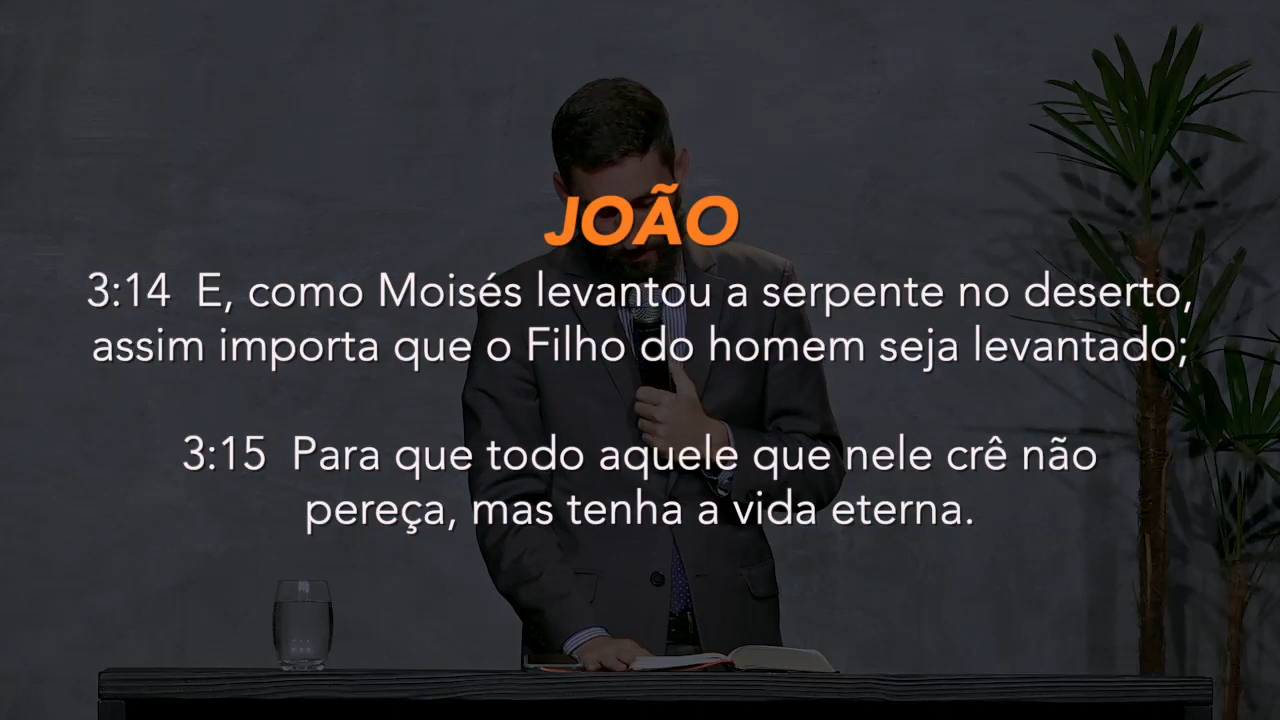 JOÃO
3:14 E, como Moisés levantou a serpente no deserto,
assim importa que o Filho do homem seja levantado;
3:15 Para que todo aquele que nele crê não
pereça, mas tenha a vida eterna.